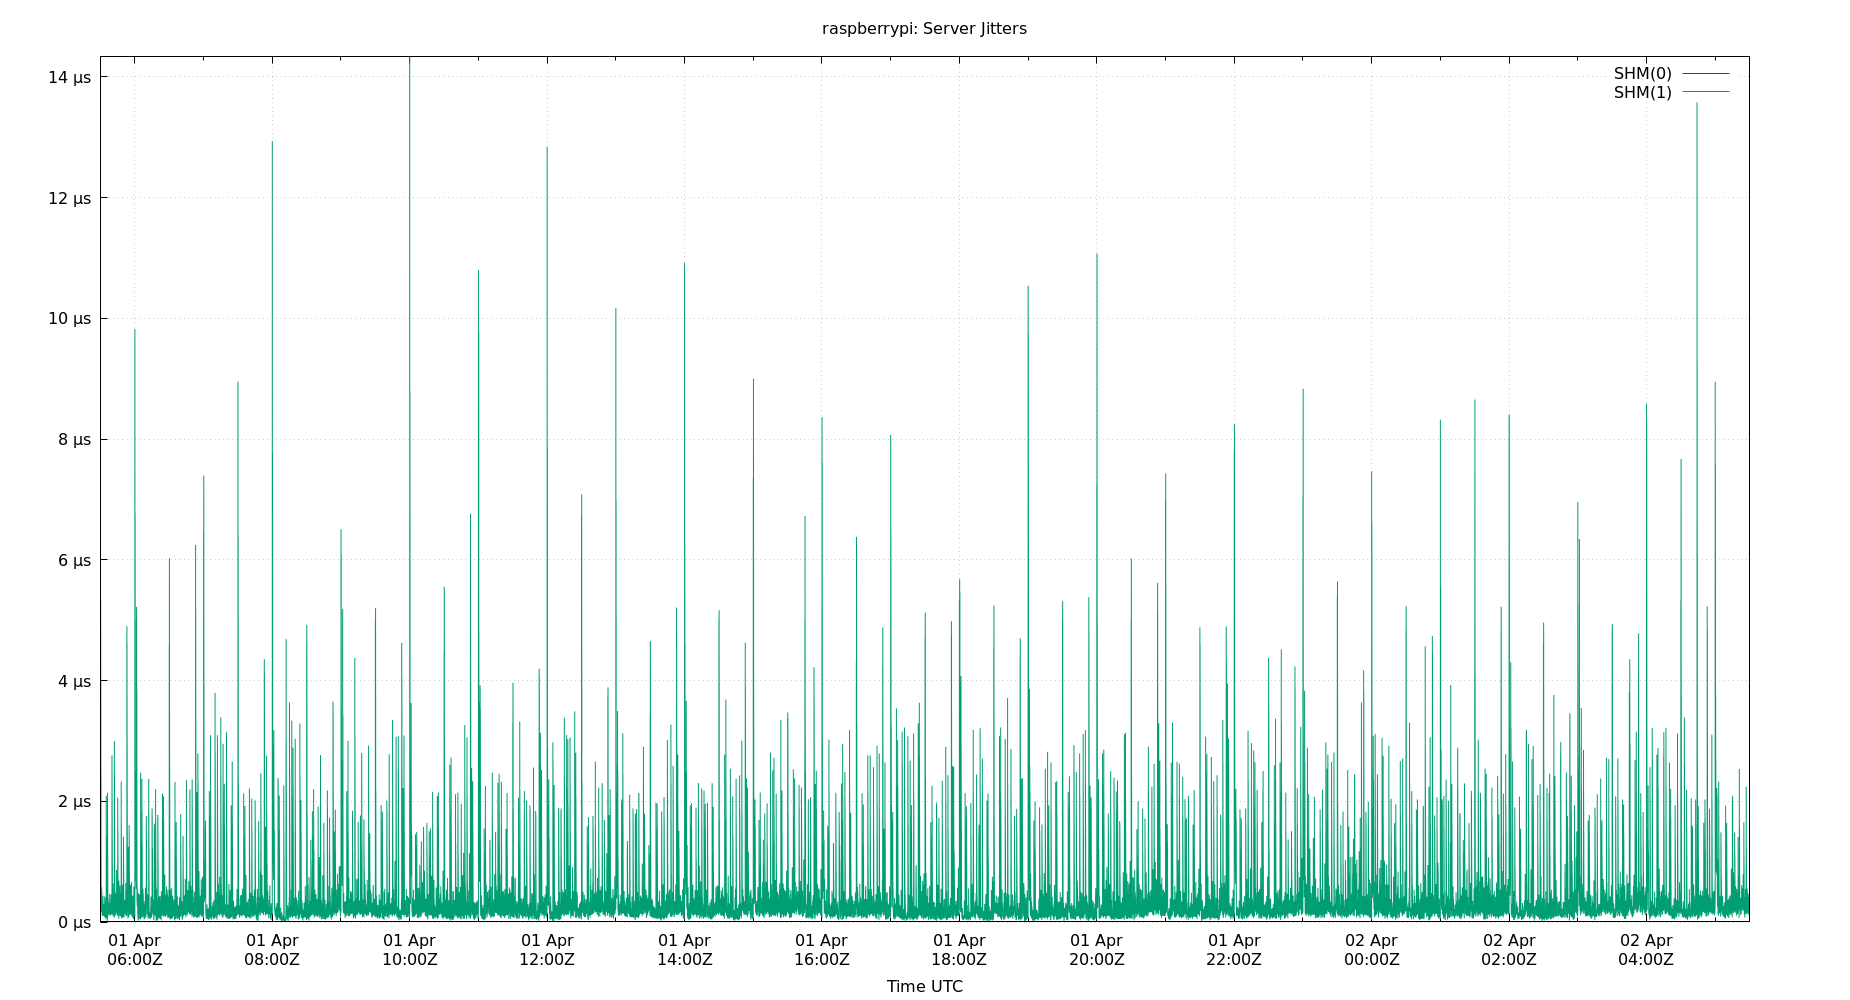 raspberrypi: Server Jitters
14 µs
12 µs
10 µs
8 µs
6 µs
4 µs
2 µs
0 µs
SHM(0)
SHM(1)
01 Apr 01 Apr 01 Apr 01 Apr 01 Apr 01 Apr 01 Apr 01 Apr 01 Apr 02 Apr 02 Apr 02 Apr
06:00Z 08:00Z 10:00Z 12:00Z 14:00Z 16:00Z 18:00Z 20:00Z 22:00Z 00:00Z 02:00Z 04:00Z
Time UTC